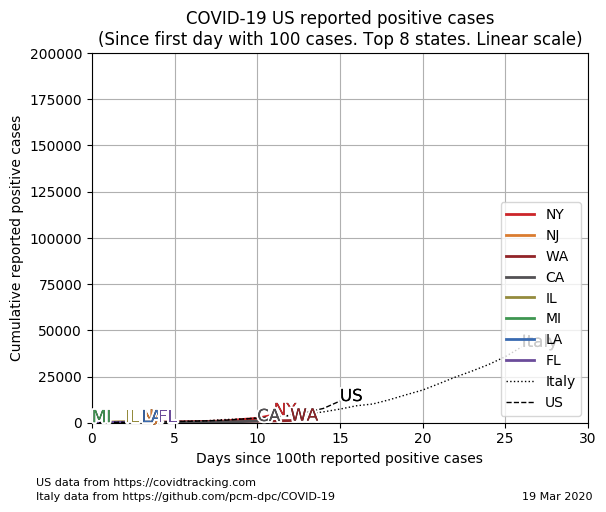 COVID-19 US reported positive cases
(Since first day with 100 cases. Top 8 states. Linear scale)
Cumulative reported positive cases
200000
175000
150000
125000
100000
75000
50000
25000
0
NY
NJ
WA
CA
IL
MI
LA
FL
Italy
US
Italy
US
MI
IL
LA
NJ
FL
CA
NY
WA
0 5 10 15 20 25 30
Days since 100th reported positive cases
US data from https://covidtracking.com
Italy data from https://github.com/pcm-dpc/COVID-19
19 Mar 2020